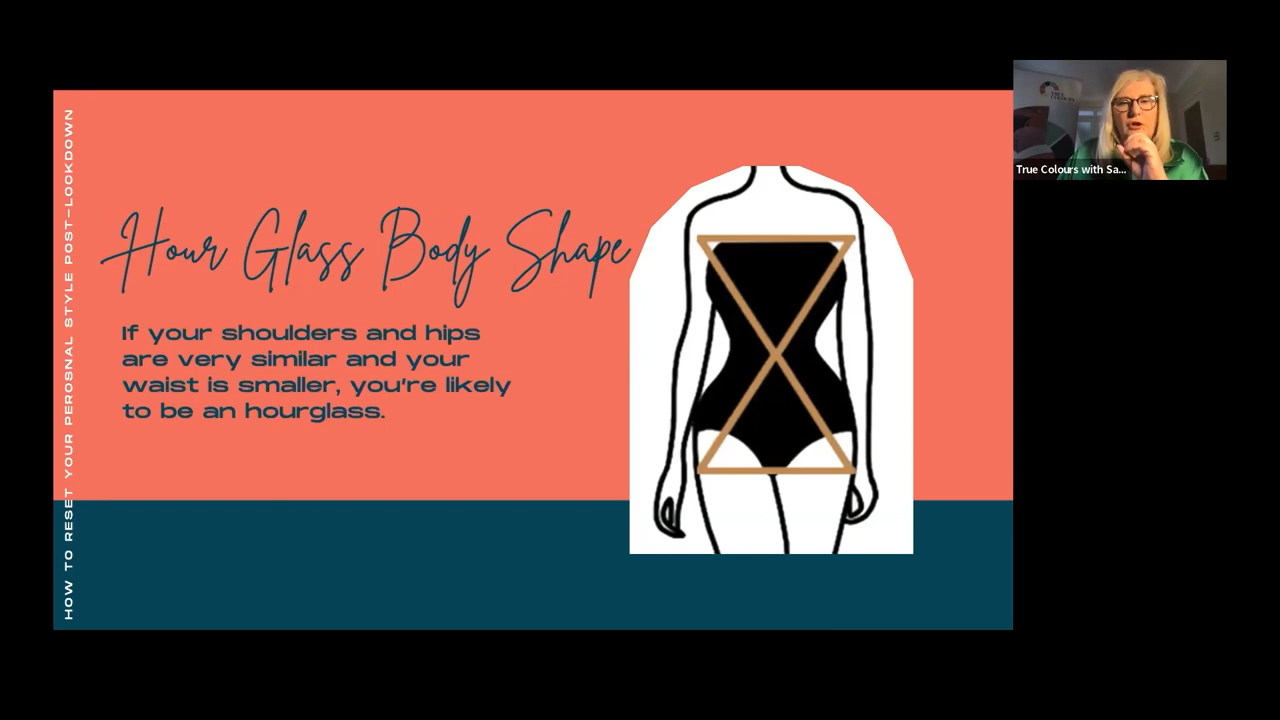 HOW TO RESET YOUR PEROSNAL STYLE POST-LOCKDOWN
Hour Glass Body Shape
If your shoulders and hips
are very similar and your
waist is smaller, you're likely
to be an hourglass.
True Colours with Sa...